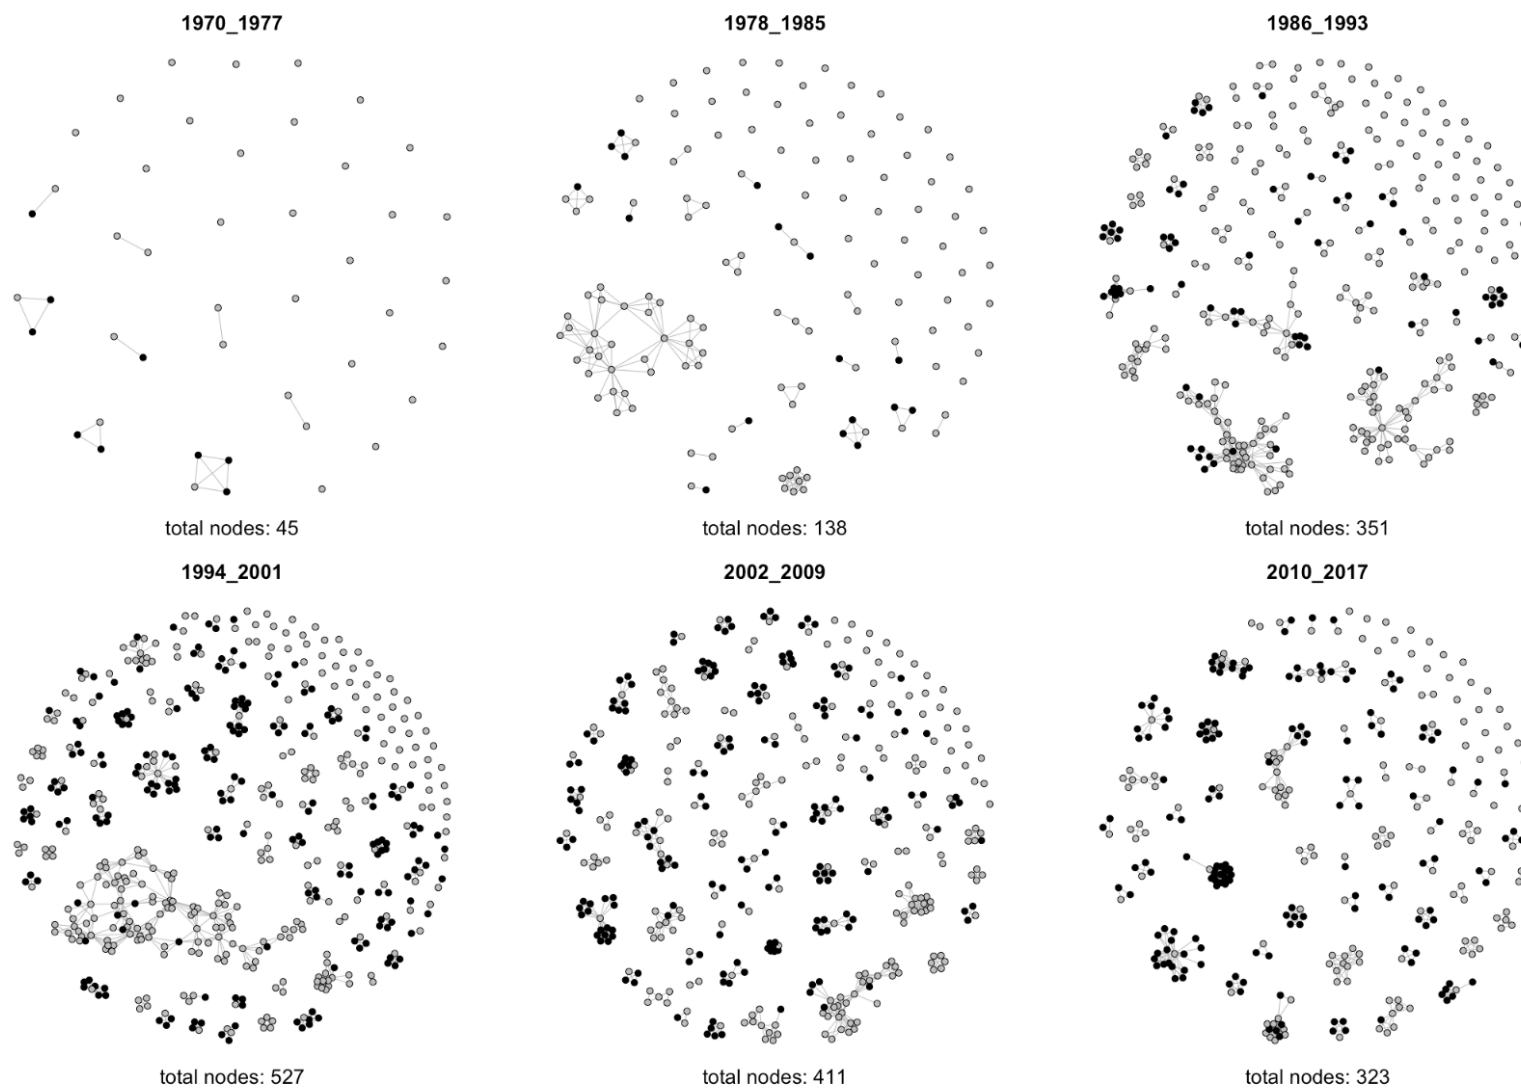 1970_1977
1978_1985
1986_1993
total nodes: 45
total nodes: 138
total nodes: 351
1994_2001
2002_2009
2010_2017
total nodes: 527
total nodes: 411
total nodes: 323